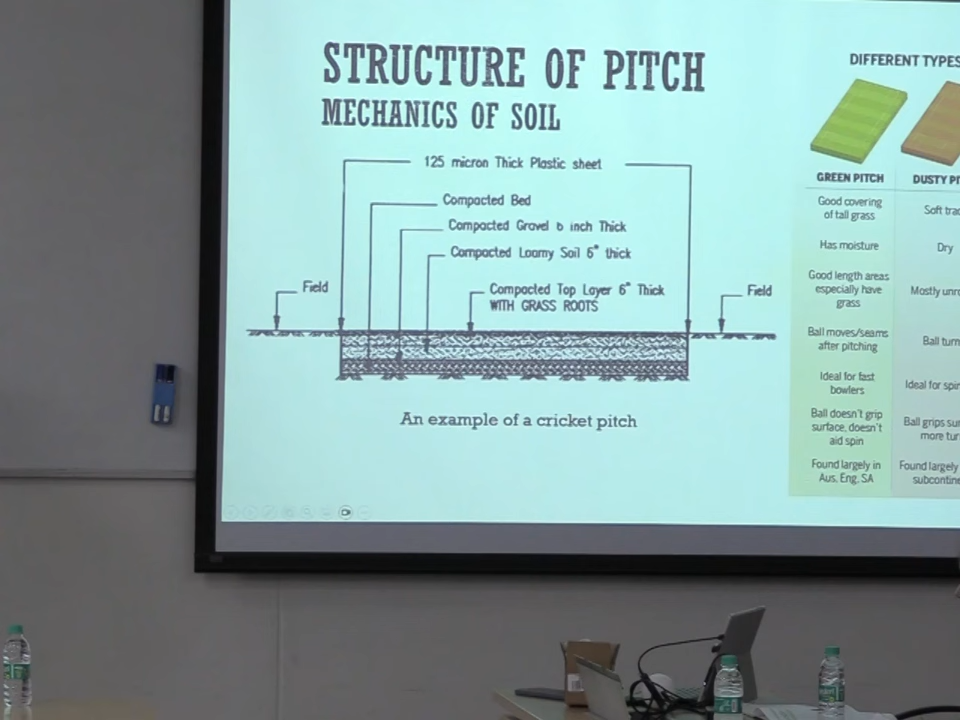 STRUCTURE OF PITCH
MECHANICS OF SOIL
125 micron Thick Plastic sheet
Compacted Bed
Compacted Gravel 6 inch Thick
Compacted Loamy Soil 6" thick
Compacted Top Layer 6" Thick
WITH GRASS ROOTS
Field
Field
An example of a cricket pitch
DIFFERENT TYPES
GREEN PITCH
Good covering
of tall grass
Has moisture
Good length areas
especially have
grass
Ball moves/seams
after pitching
Ideal for fast
bowlers
Ball doesn't grip
surface, doesn't
aid spin
Found largely in
Aus, Eng, SA
DUSTY
Soft
Dry
Mostly
Ball
Ideal for
Ball grips
more
Found largely